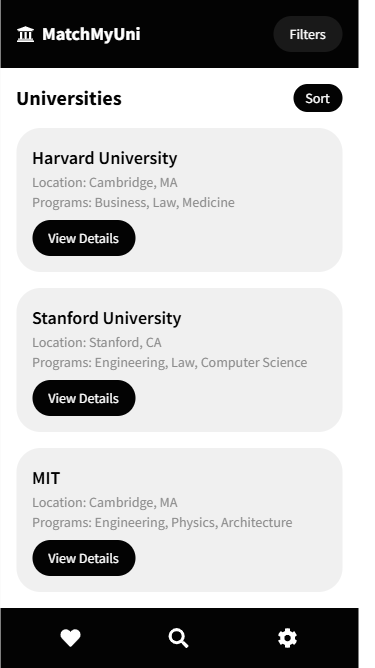 MatchMyUni
Filters
Universities
Sort
Harvard University
Location: Cambridge, MA
Programs: Business, Law, Medicine
View Details
Stanford University
Location: Stanford, CA
Programs: Engineering, Law, Computer Science
View Details
MIT
Location: Cambridge, MA
Programs: Engineering, Physics, Architecture
View Details